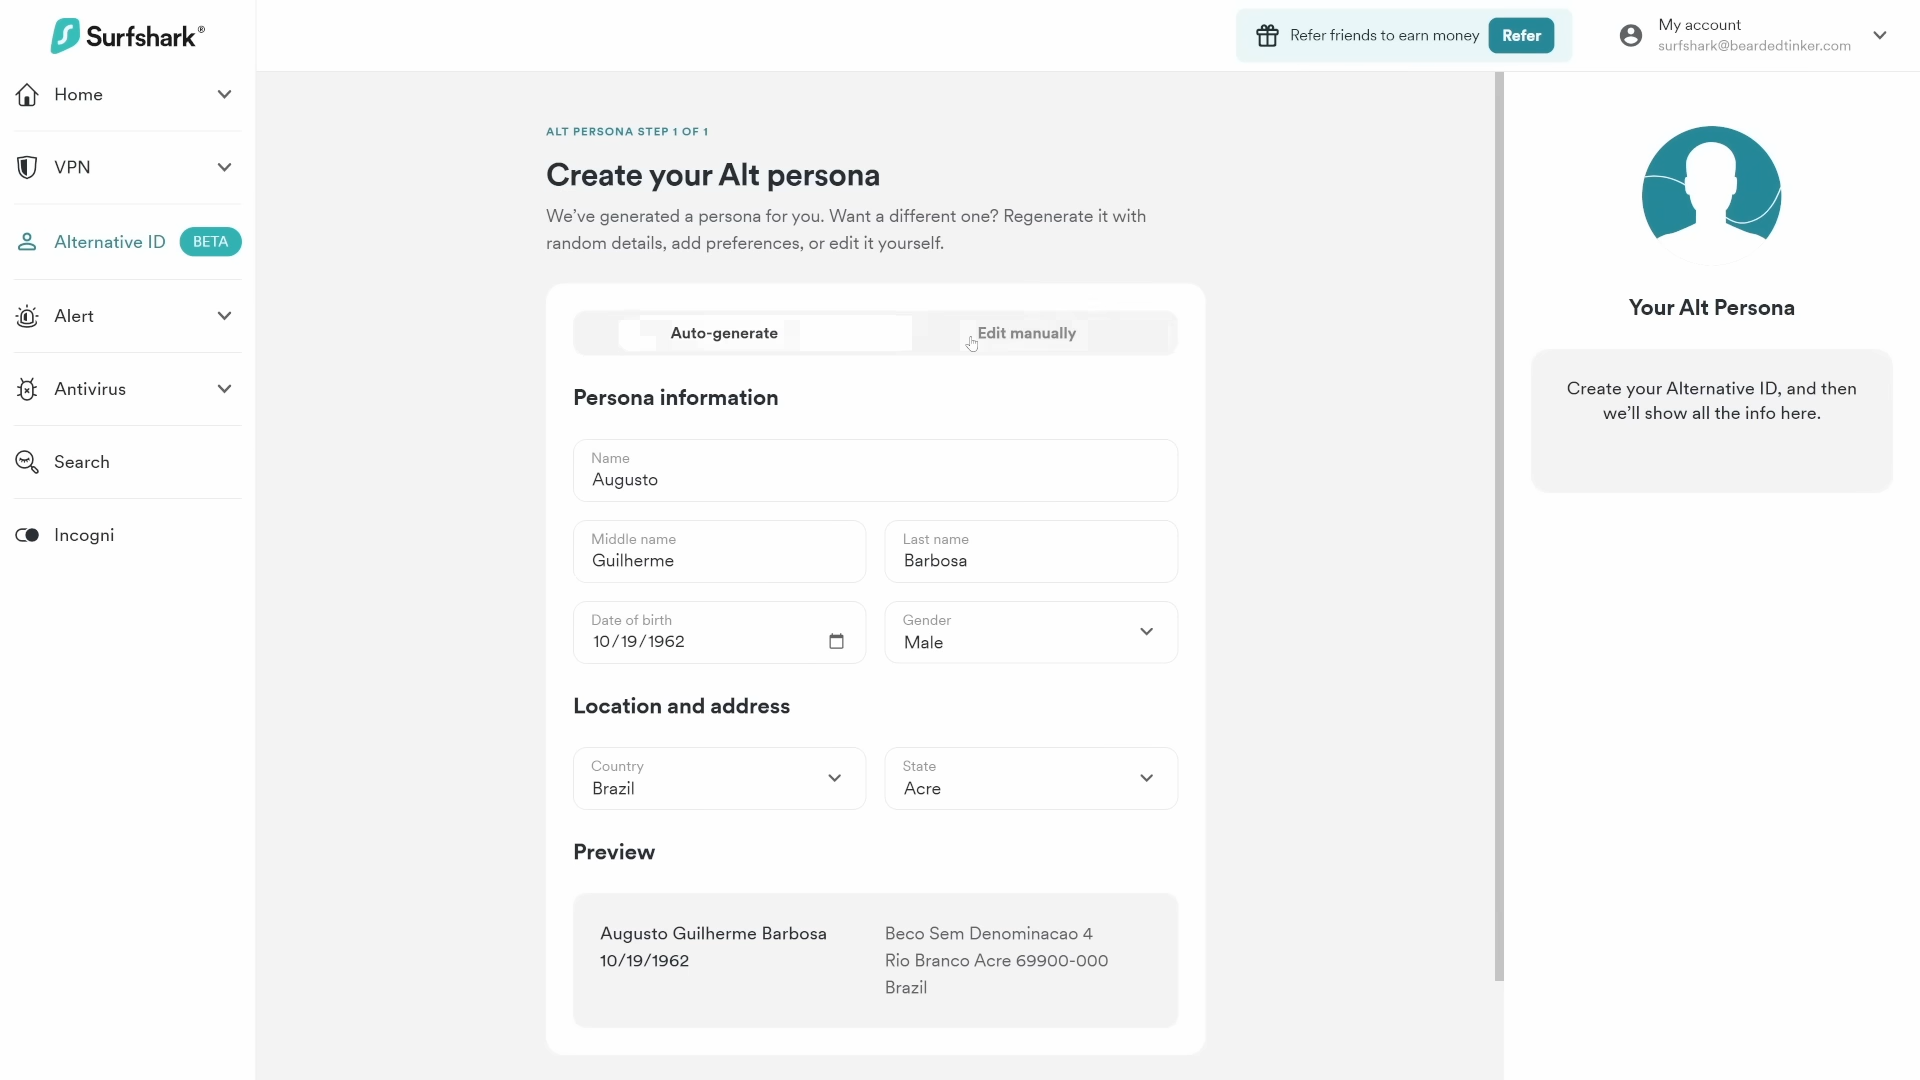 Surfshark®
Home
VPN
Alternative ID BETA
Alert
Antivirus
Search
Incogni
Refer friends to earn money Refer
My account
surfshark@beardedtinker.com
ALT PERSONA STEP 1 OF 1
Create your Alt persona
We've generated a persona for you. Want a different one? Regenerate it with
random details, add preferences, or edit it yourself.
Auto-generate Edit manually
Persona information
Name
Augusto
Middle name
Guilherme
Last name
Barbosa
Date of birth
10/19/1962
Gender
Male
Location and address
Country
Brazil
State
Acre
Preview
Augusto Guilherme Barbosa
10/19/1962
Beco Sem Denominacao 4
Rio Branco Acre 69900-000
Brazil
Your Alt Persona
Create your Alternative ID, and then
we'll show all the info here.